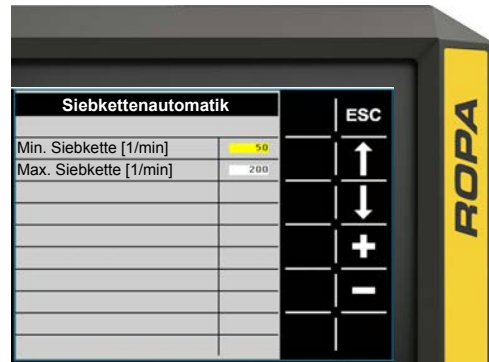 Siebkettenautomatik
ESC
Min. Siebkette [1/min] 50
Max. Siebkette [1/min] 200
+
−
ROPA